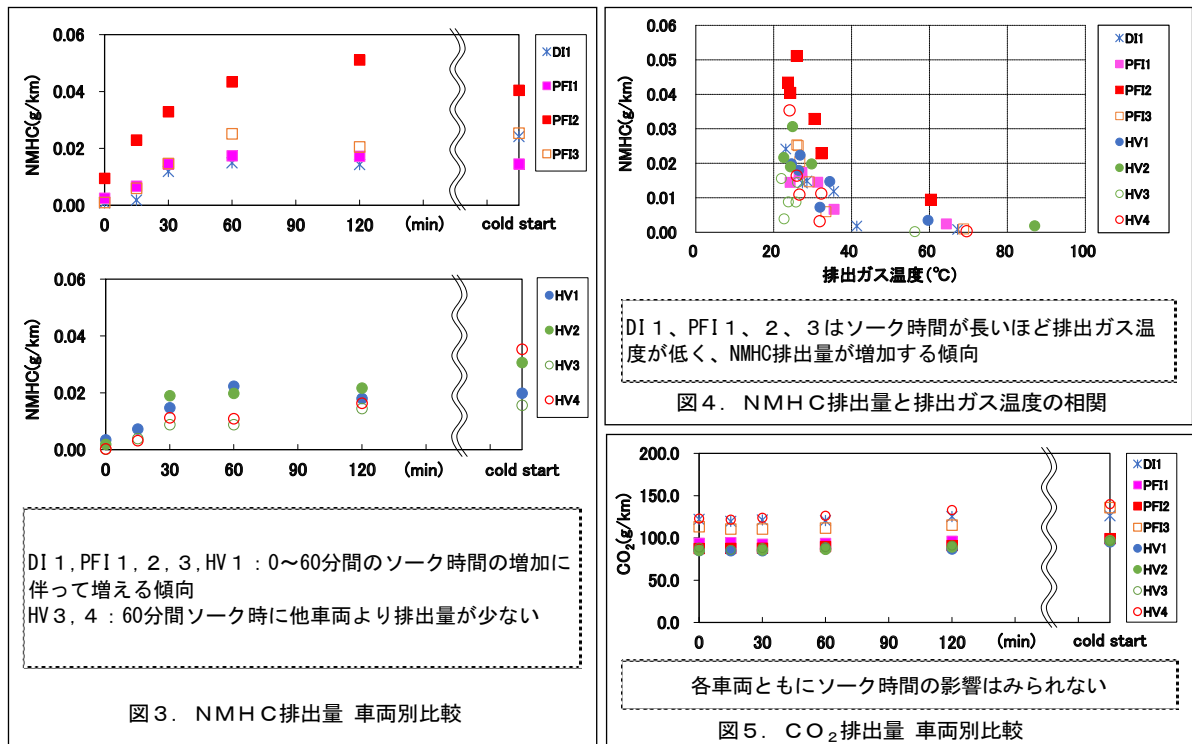 0.06
0.04
0.02
0.00
NMHC(g/km)
0 30 60 90 120 (min) cold start
DI1
PFI1
PFI2
PFI3
0.06
0.04
0.02
0.00
NMHC(g/km)
0 30 60 90 120 (min) cold start
HV1
HV2
HV3
HV4
DI1,PFI1,2,3,HV1:0~60分間のソーク時間の増加に
伴って増える傾向
HV3,4:60分間ソーク時に他車両より排出量が少ない
図3. NMHC排出量 車両別比較
0.06
0.05
0.04
0.03
0.02
0.01
0.00
NMHC(g/km)
0 20 40 60 80 100
排出ガス温度(℃)
DI1
PFI1
PFI2
PFI3
HV1
HV2
HV3
HV4
DI1、PFI1、2、3はソーク時間が長いほど排出ガス温
度が低く、NMHC排出量が増加する傾向
図4. NMHC排出量と排出ガス温度の相関
200.0
150.0
100.0
50.0
0.0
CO₂(g/km)
0 30 60 90 120 (min) cold start
DI1
PFI1
PFI2
PFI3
HV1
HV2
HV3
HV4
各車両ともにソーク時間の影響はみられない
図5. CO₂排出量 車両別比較